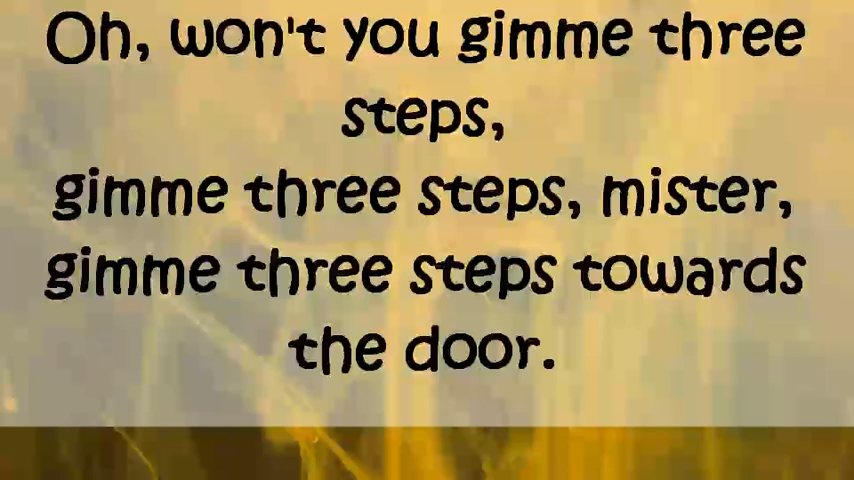 Oh, won't you gimme three
steps,
gimme three steps, mister,
gimme three steps towards
the door.